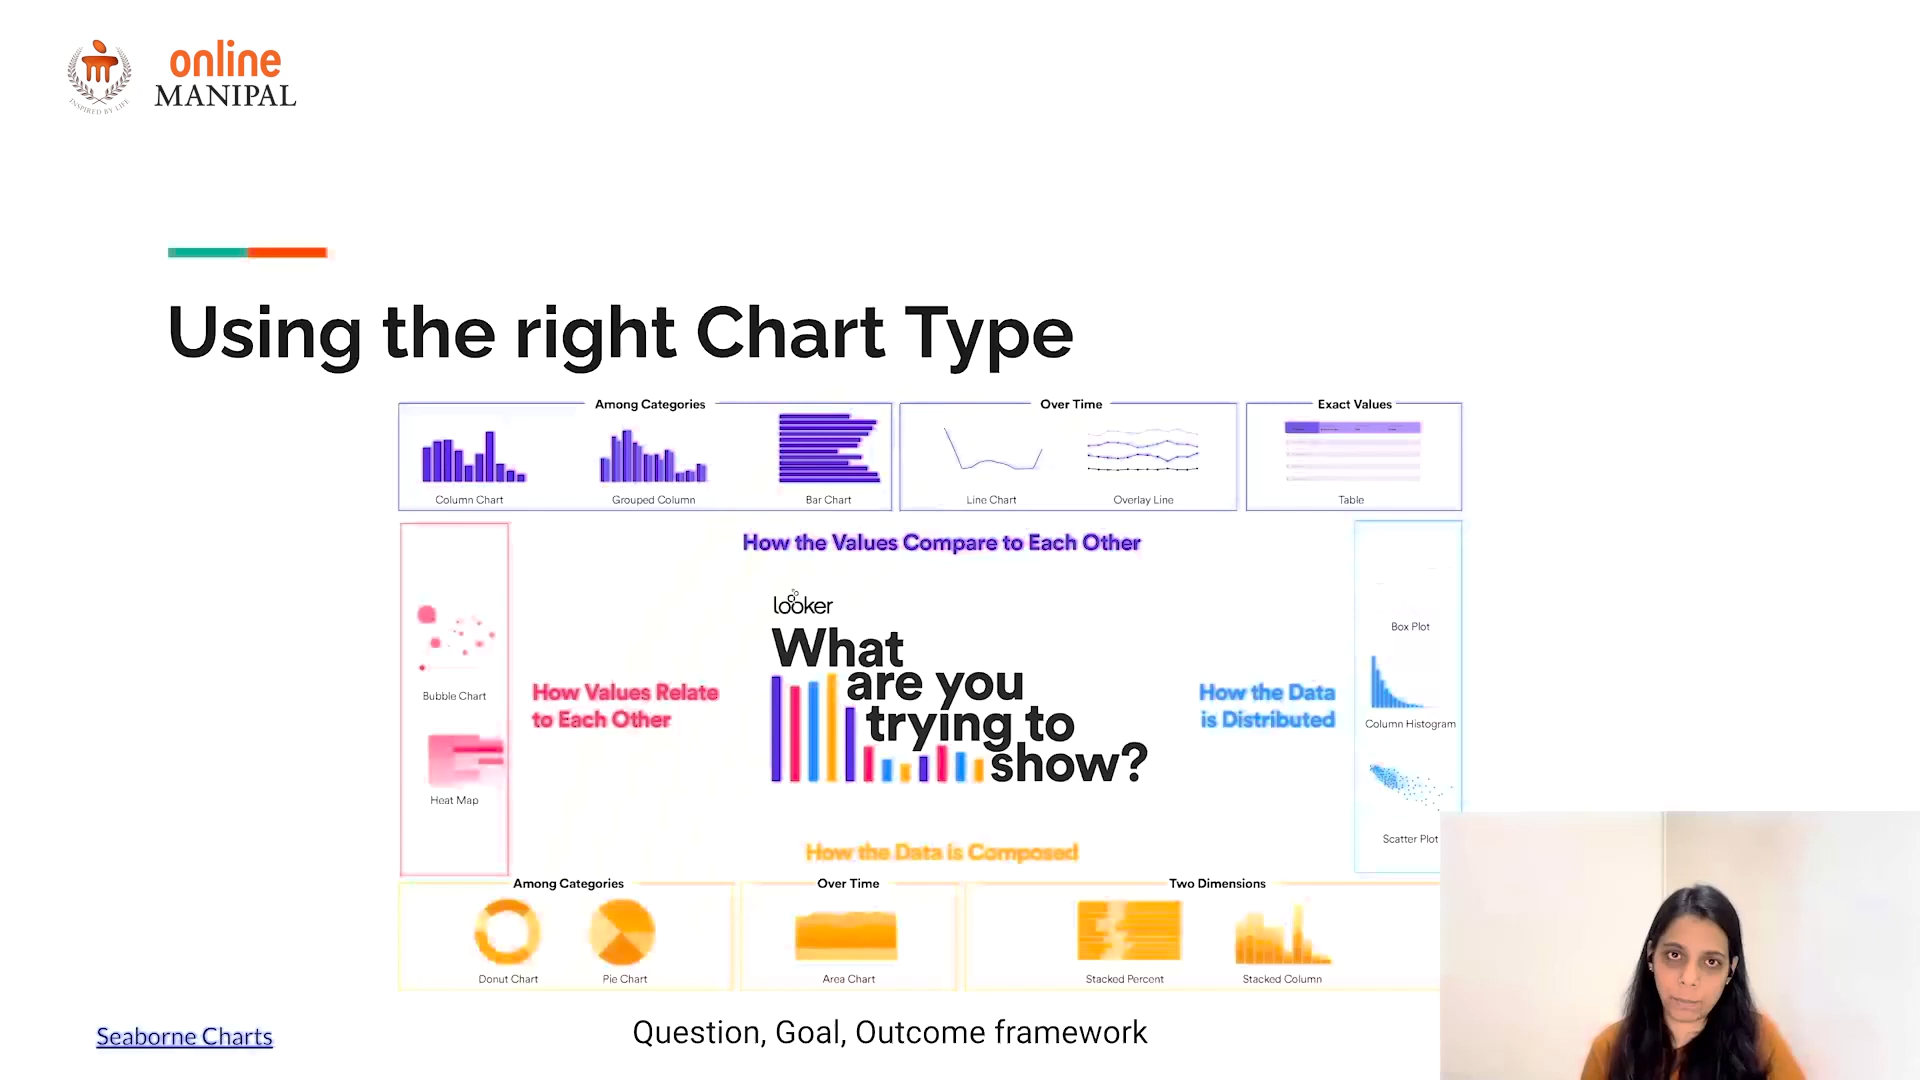 INSPIRED BY LIFE
online
MANIPAL
Using the right Chart Type
Among Categories
Over Time
Exact Values
Column Chart
Grouped Column
Bar Chart
Line Chart
Overlay Line
Table
How the Values Compare to Each Other
looker
What
are you
trying to
show?
Bubble Chart
Heat Map
How Values Relate
to Each Other
How the Data
is Distributed
Box Plot
Column Histogram
Scatter Plot
How the Data is Composed
Among Categories
Over Time
Two Dimensions
Donut Chart
Pie Chart
Area Chart
Stacked Percent
Stacked Column
Seaborne Charts
Question, Goal, Outcome framework